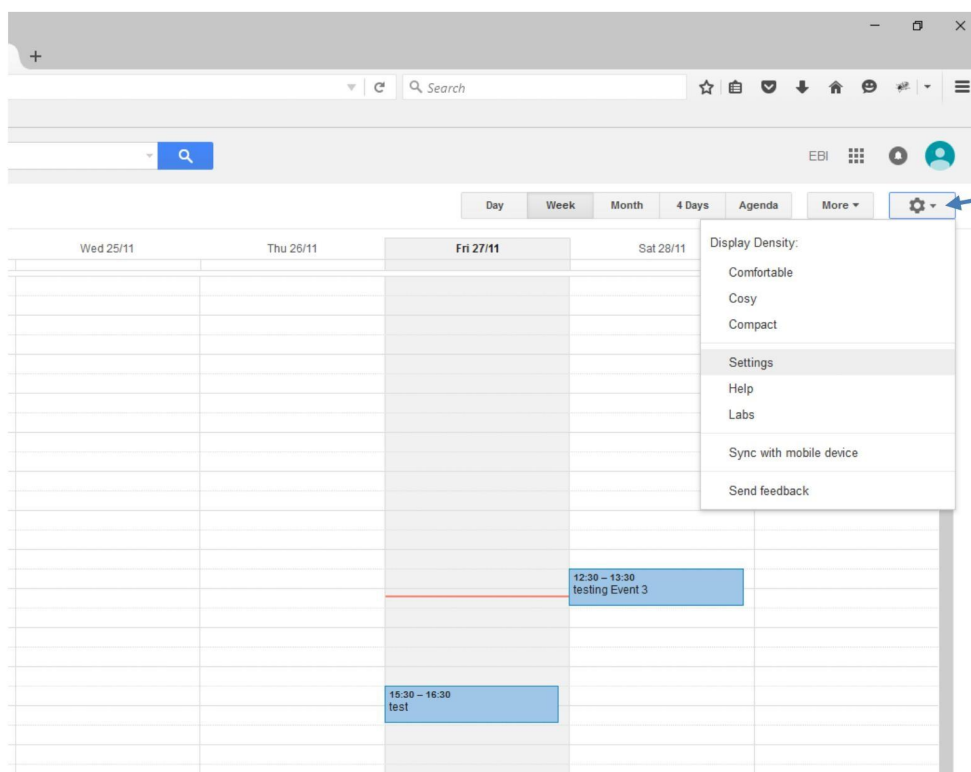 Search
EBI
Day Week Month 4 Days Agenda More
Wed 25/11 Thu 26/11 Fri 27/11 Sat 28/11
Display Density:
Comfortable
Cosy
Compact
Settings
Help
Labs
Sync with mobile device
Send feedback
12:30 – 13:30
testing Event 3
15:30 – 16:30
test